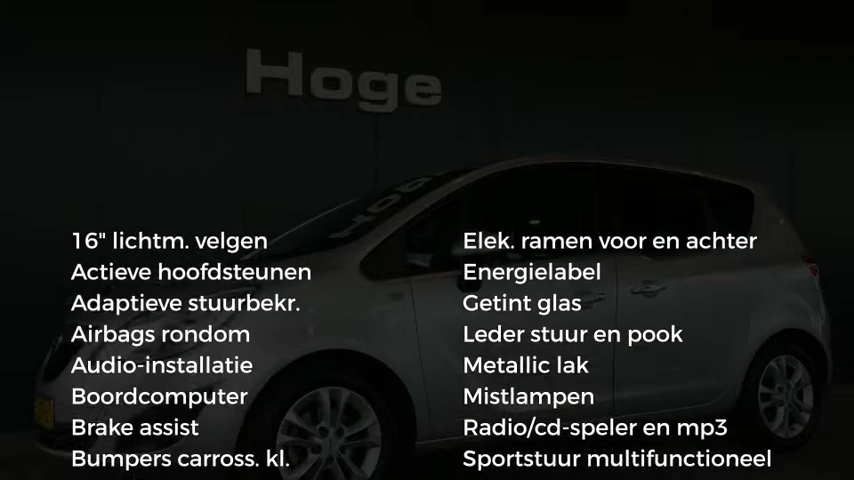 Hoge
16" lichtm. velgen
Actieve hoofdsteunen
Adaptieve stuurbekr.
Airbags rondom
Audio-installatie
Boordcomputer
Brake assist
Bumpers carross. kl.
Elek. ramen voor en achter
Energielabel
Getint glas
Leder stuur en pook
Metallic lak
Mistlampen
Radio/cd-speler en mp3
Sportstuur multifunctioneel